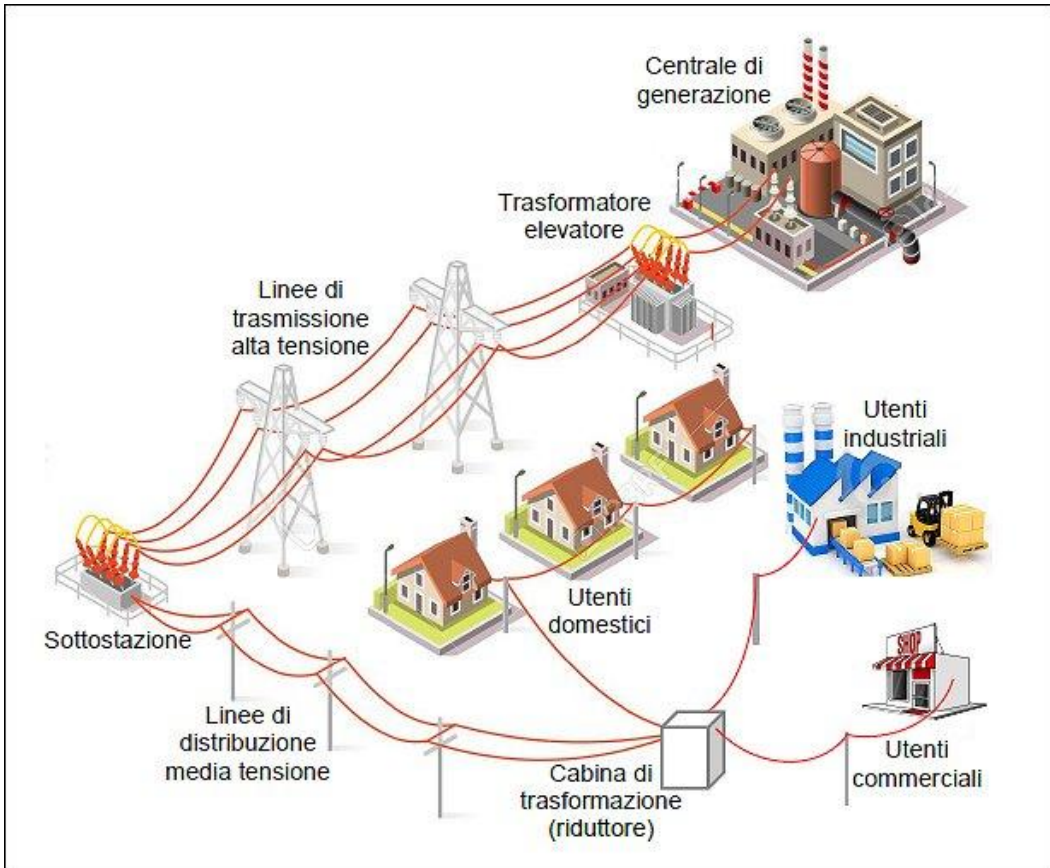 Centrale di
generazione
Trasformatore
elevatore
Linee di
trasmissione
alta tensione
Utenti
industriali
Utenti
domestici
Sottostazione
SHOP
Linee di
distribuzione
media tensione
Cabina di
trasformazione
(riduttore)
Utenti
commerciali